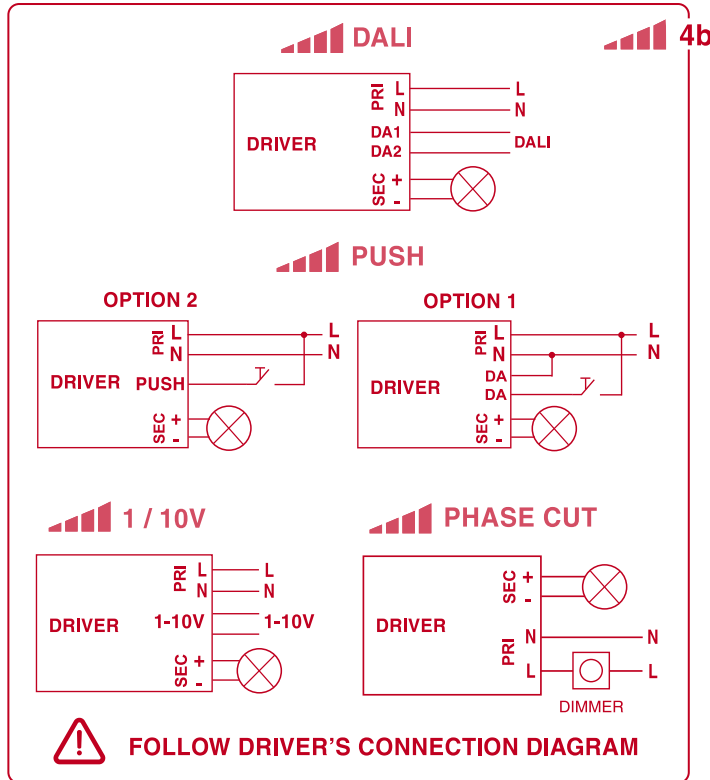 DALI
4b
PRI L L
N N
DRIVER
DA1
DA2
DALI
SEC +
-
PUSH
OPTION 2
PRI L L
N N
DRIVER PUSH
SEC +
-
OPTION 1
PRI L L
N N
DRIVER
DA
DA
SEC +
-
1 / 10V
PRI L L
N N
DRIVER 1-10V 1-10V
SEC +
-
PHASE CUT
SEC +
-
DRIVER
PRI N N
L L
DIMMER
! FOLLOW DRIVER'S CONNECTION DIAGRAM